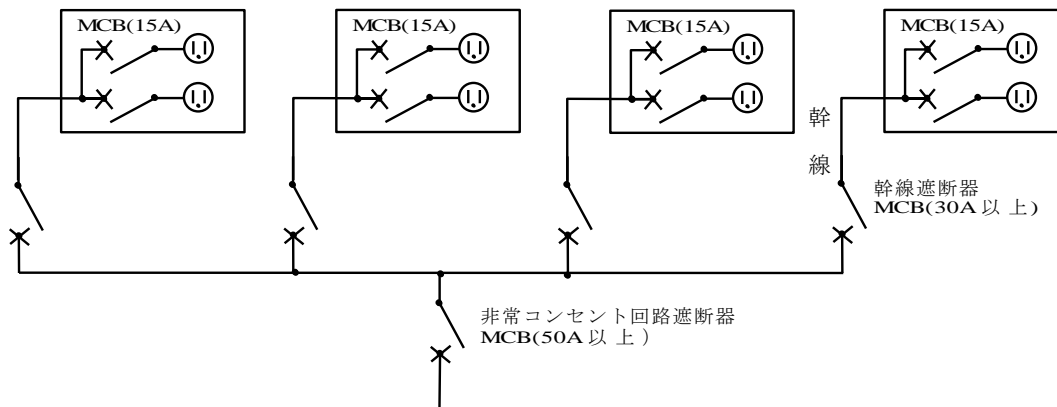 MCB(15A)
MCB(15A)
MCB(15A)
MCB(15A)
幹
線
幹線遮断器
MCB(30A 以 上)
非常コンセント回路遮断器
MCB(50A 以 上)